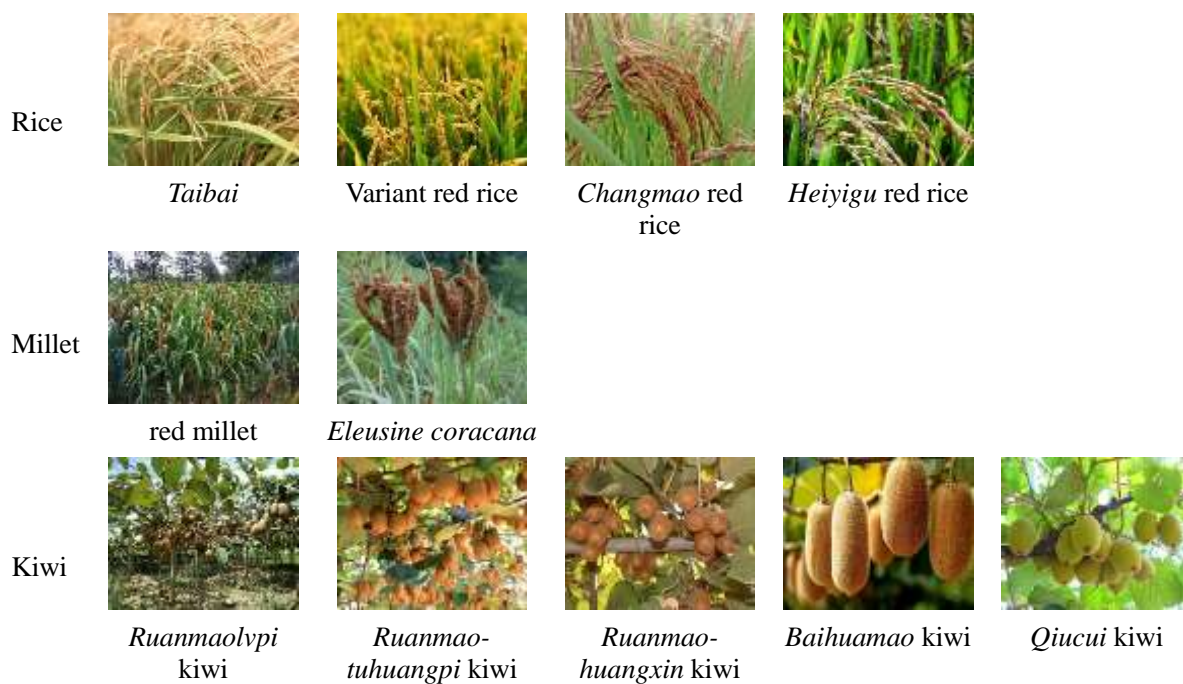 Rice
Taibai
Variant red rice
Changmao red
rice
Heiyigu red rice
Millet
red millet
Eleusine coracana
Kiwi
Ruanmaolvpi
kiwi
Ruanmao-
tuhuangpi kiwi
Ruanmao-
huangxin kiwi
Baihuamao kiwi
Qiucui kiwi